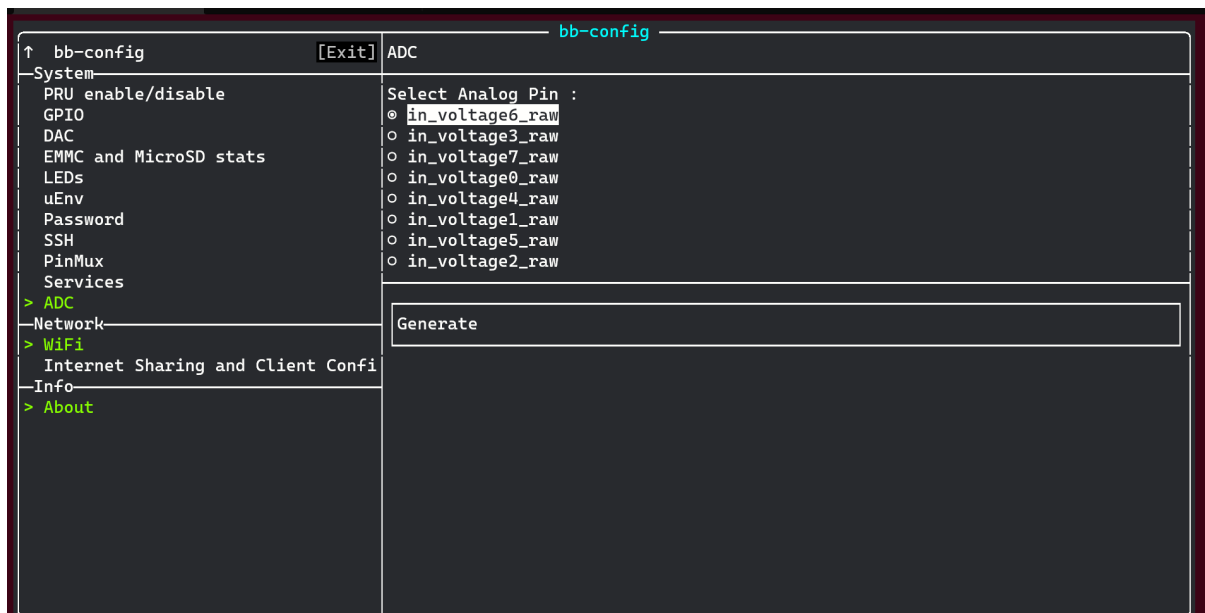 bb-config
↑ bb-config [Exit]
System
PRU enable/disable
GPIO
DAC
EMMC and MicroSD stats
LEDs
uEnv
Password
SSH
PinMux
Services
> ADC
Network
> WiFi
Internet Sharing and Client Confi
Info
> About
ADC
Select Analog Pin :
in_voltage6_raw
in_voltage3_raw
in_voltage7_raw
in_voltage0_raw
in_voltage4_raw
in_voltage1_raw
in_voltage5_raw
in_voltage2_raw
Generate